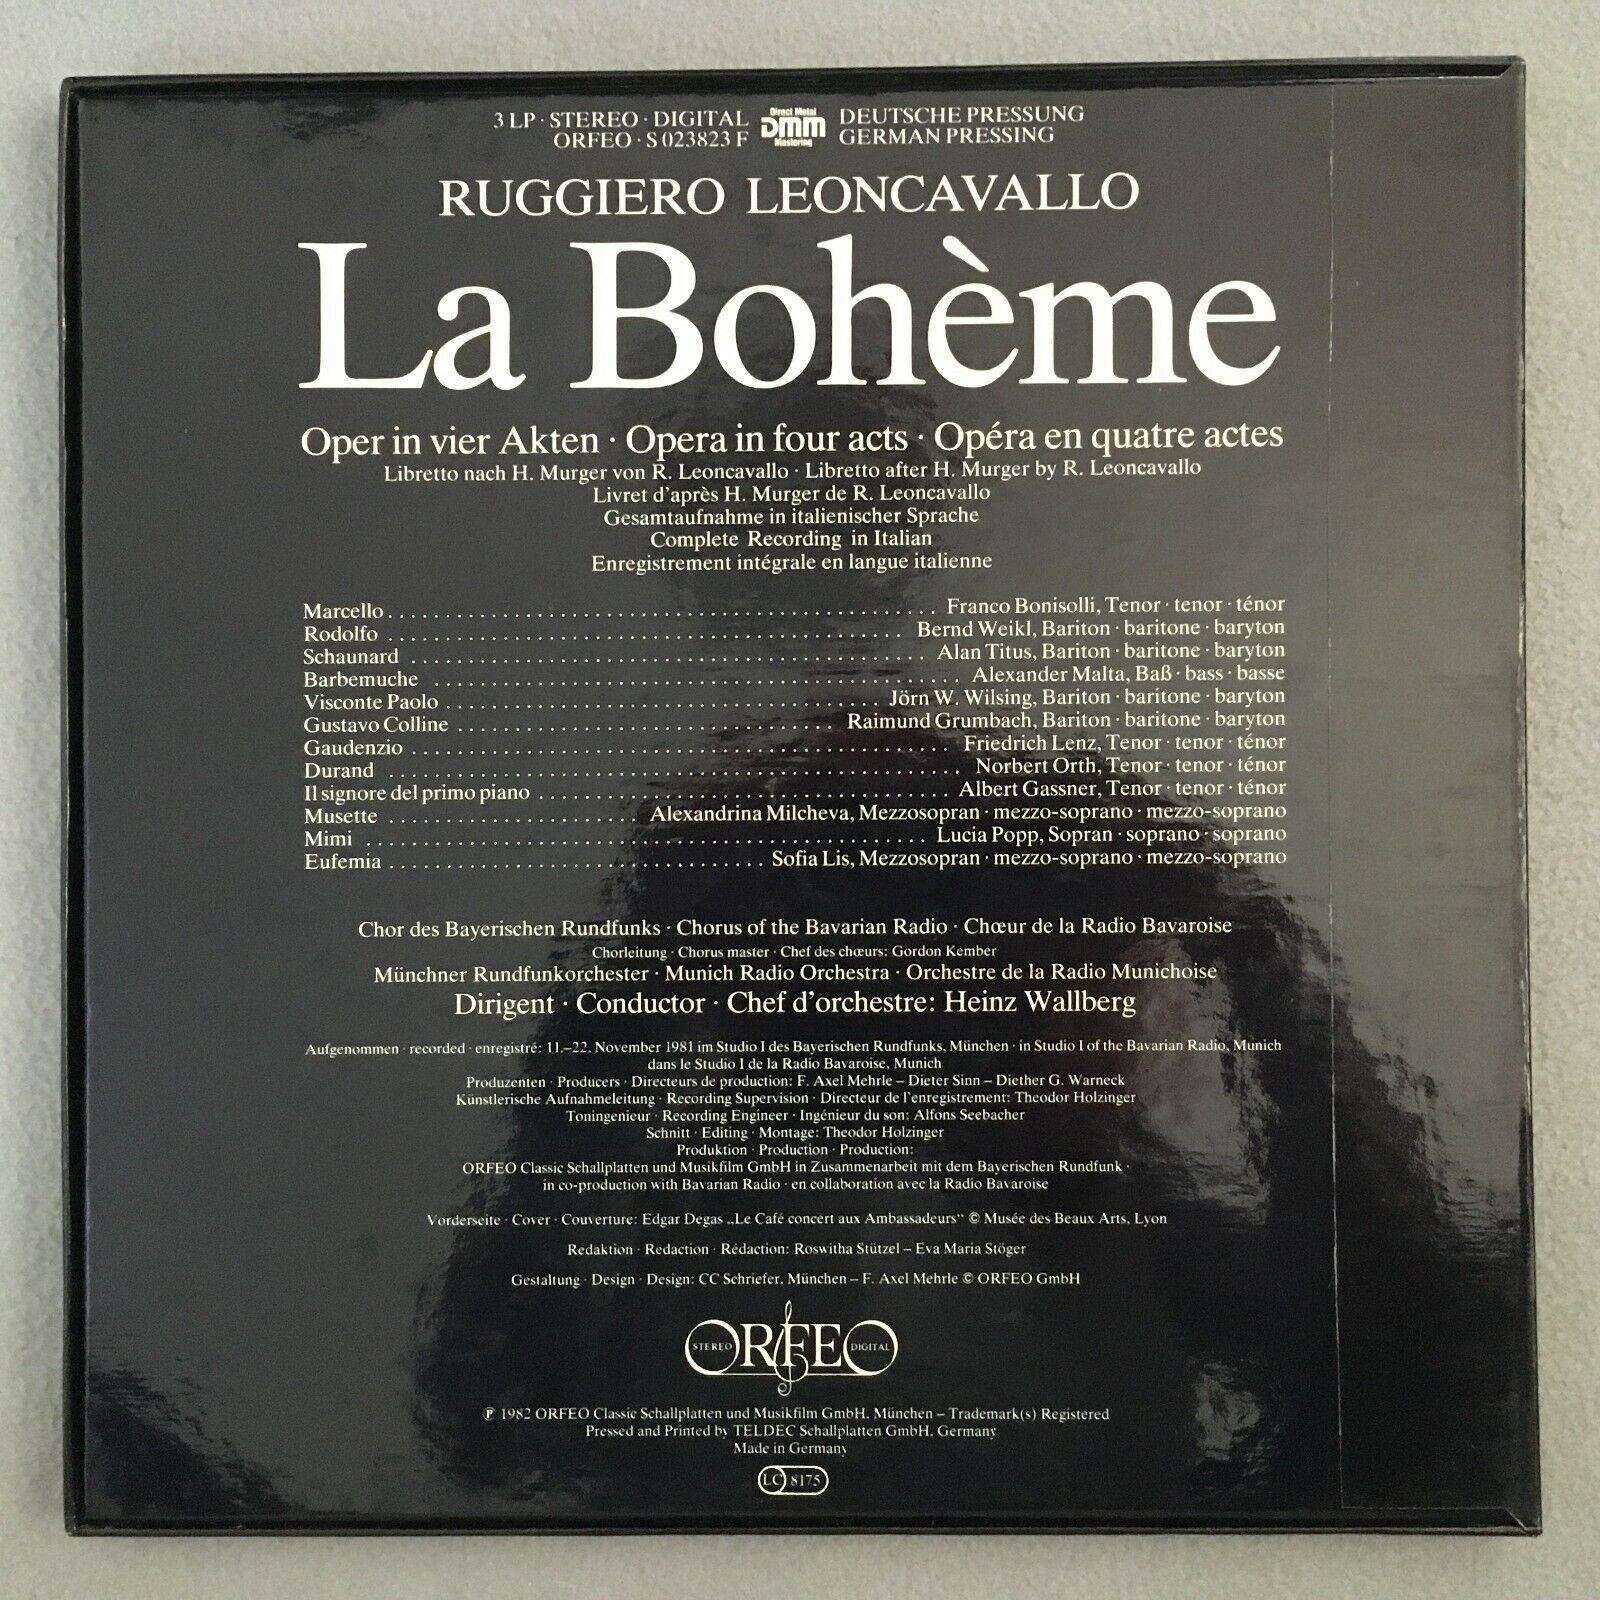 3 LP · STEREO · DIGITAL
ORFEO · S 023823 F
Direct Metal
DMM
Mastering
DEUTSCHE PRESSUNG
GERMAN PRESSING
RUGGIERO LEONCAVALLO
La Bohème
Oper in vier Akten · Opera in four acts · Opéra en quatre actes
Libretto nach H. Murger von R. Leoncavallo · Libretto after H. Murger by R. Leoncavallo
Livret d'après H. Murger de R. Leoncavallo
Gesamtaufnahme in italienischer Sprache
Complete Recording in Italian
Enregistrement intégrale en langue italienne
Marcello . . . . . . . . . . Franco Bonisolli, Tenor · tenor · ténor
Rodolfo . . . . . . . . . . Bernd Weikl, Bariton · baritone · baryton
Schaunard . . . . . . . . . . Alan Titus, Bariton · baritone · baryton
Barbemuche . . . . . . . . . . Alexander Malta, Baß · bass · basse
Visconte Paolo . . . . . . . . . . Jörn W. Wilsing, Bariton · baritone · baryton
Gustavo Colline . . . . . . . . . . Raimund Grumbach, Bariton · baritone · baryton
Gaudenzio . . . . . . . . . . Friedrich Lenz, Tenor · tenor · ténor
Durand . . . . . . . . . . Norbert Orth, Tenor · tenor · ténor
Il signore del primo piano . . . . . . . . . . Albert Gassner, Tenor · tenor · ténor
Musette . . . . . . . . . . Alexandrina Milcheva, Mezzosopran · mezzo-soprano · mezzo-soprano
Mimi . . . . . . . . . . Lucia Popp, Sopran · soprano · soprano
Eufemia . . . . . . . . . . Sofia Lis, Mezzosopran · mezzo-soprano · mezzo-soprano
Chor des Bayerischen Rundfunks · Chorus of the Bavarian Radio · Chœur de la Radio Bavaroise
Chorleitung · Chorus master · Chef des chœurs: Gordon Kember
Münchner Rundfunkorchester · Munich Radio Orchestra · Orchestre de la Radio Munichoise
Dirigent · Conductor · Chef d'orchestre: Heinz Wallberg
Aufgenommen · recorded · enregistré: 11.–22. November 1981 im Studio I des Bayerischen Rundfunks, München · in Studio I of the Bavarian Radio, Munich
dans le Studio I de la Radio Bavaroise, Munich
Produzenten · Producers · Directeurs de production: F. Axel Mehrle – Dieter Sinn – Diether G. Warneck
Künstlerische Aufnahmeleitung · Recording Supervision · Directeur de l'enregistrement: Theodor Holzinger
Toningenieur · Recording Engineer · Ingénieur du son: Alfons Seebacher
Schnitt · Editing · Montage: Theodor Holzinger
Produktion · Production · Production:
ORFEO Classic Schallplatten und Musikfilm GmbH in Zusammenarbeit mit dem Bayerischen Rundfunk ·
in co-production with Bavarian Radio · en collaboration avec la Radio Bavaroise
Vorderseite · Cover · Couverture: Edgar Degas „Le Café concert aux Ambassadeurs" © Musée des Beaux Arts, Lyon
Redaktion · Redaction · Rédaction: Roswitha Stützel – Eva Maria Stöger
Gestaltung · Design · Design: CC Schriefer, München – F. Axel Mehrle © ORFEO GmbH
STEREO ORFEO DIGITAL
℗ 1982 ORFEO Classic Schallplatten und Musikfilm GmbH, München – Trademark(s) Registered
Pressed and Printed by TELDEC Schallplatten GmbH, Germany
Made in Germany
LC 8175